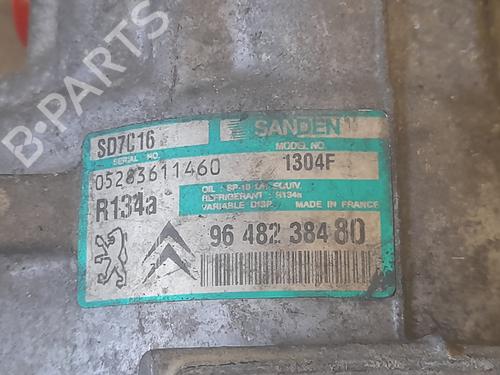 B-PARTS
SD7C16
SANDEN
SERIAL NO.
MODEL NO.
05283611460
1304F
R134a
OIL : SP-10 EQUIV.
REFRIGERANT : R134a
VARIABLE DISP. MADE IN FRANCE
96 482 384 80